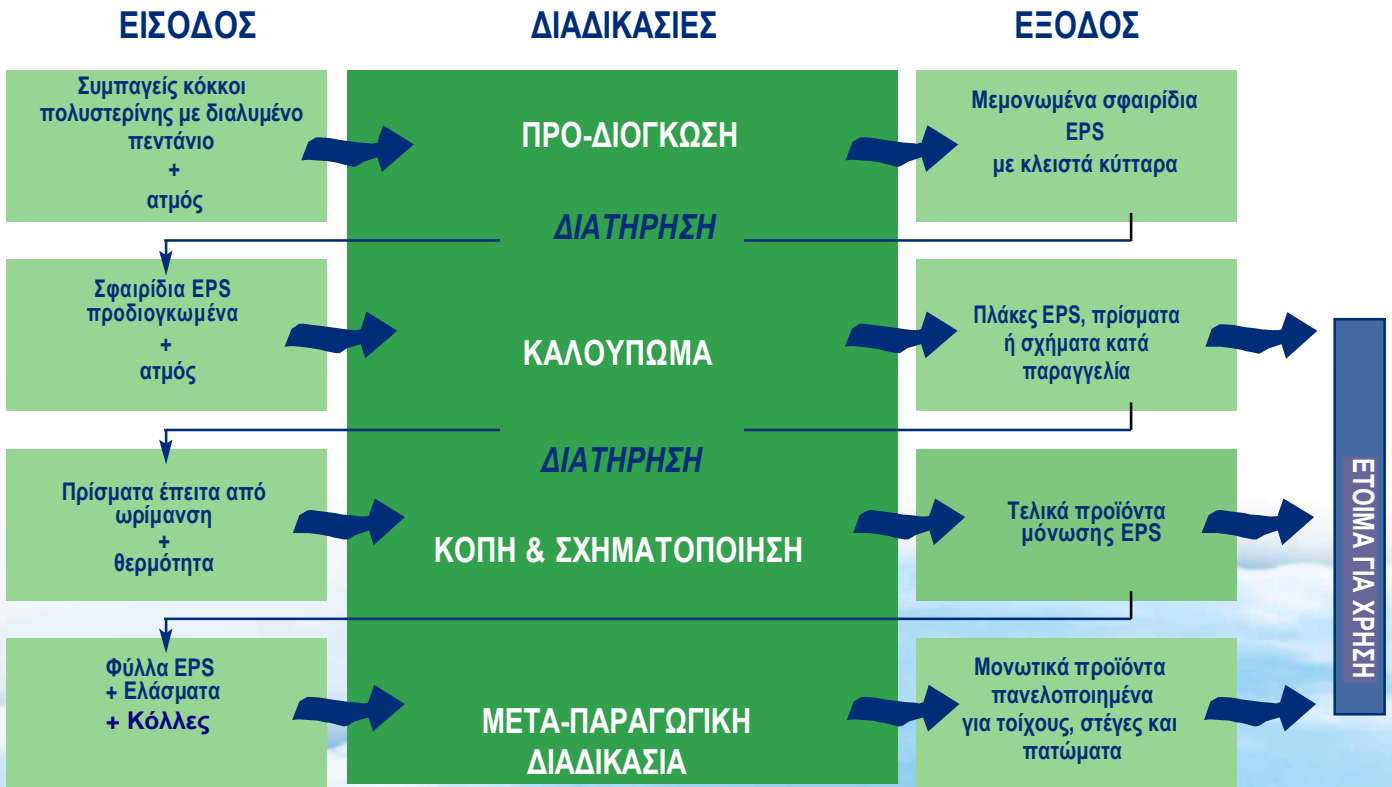 ΕΙΣΟΔΟΣ
ΔΙΑΔΙΚΑΣΙΕΣ
ΕΞΟΔΟΣ
Συμπαγείς κόκκοι
πολυστερίνης με διαλυμένο
πεντάνιο
+
ατμός
ΠΡΟ-ΔΙΟΓΚΩΣΗ
Μεμονωμένα σφαιρίδια
EPS
με κλειστά κύτταρα
ΔΙΑΤΗΡΗΣΗ
Σφαιρίδια EPS
προδιογκωμένα
+
ατμός
ΚΑΛΟΥΠΩΜΑ
Πλάκες EPS, πρίσματα
ή σχήματα κατά
παραγγελία
ΔΙΑΤΗΡΗΣΗ
Πρίσματα έπειτα από
ωρίμανση
+
θερμότητα
ΚΟΠΗ & ΣΧΗΜΑΤΟΠΟΙΗΣΗ
Τελικά προϊόντα
μόνωσης EPS
Φύλλα EPS
+ Ελάσματα
+ Κόλλες
ΜΕΤΑ-ΠΑΡΑΓΩΓΙΚΗ
ΔΙΑΔΙΚΑΣΙΑ
Μονωτικά προϊόντα
πανελοποιημένα
για τοίχους, στέγες και
πατώματα
ΕΤΟΙΜΑ ΓΙΑ ΧΡΗΣΗ